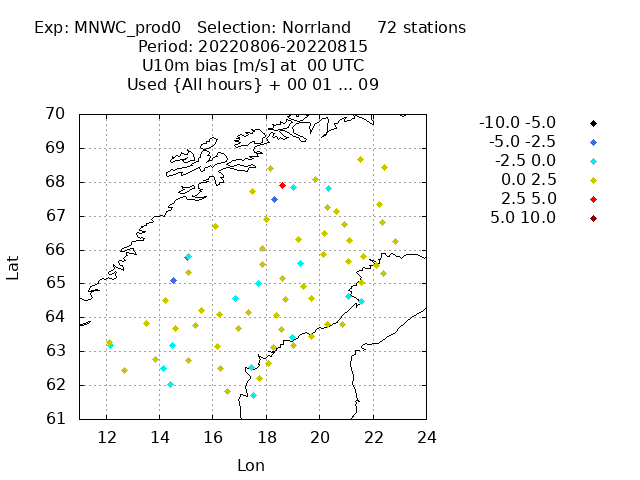 Exp: MNWC_prod0   Selection: Norrland     72 stations
Period: 20220806-20220815
U10m bias [m/s] at  00 UTC
Used {All hours} + 00 01 ... 09
70
69
68
67
66
65
64
63
62
61
Lat
12 14 16 18 20 22 24
Lon
-10.0 -5.0
-5.0 -2.5
-2.5 0.0
0.0 2.5
2.5 5.0
5.0 10.0